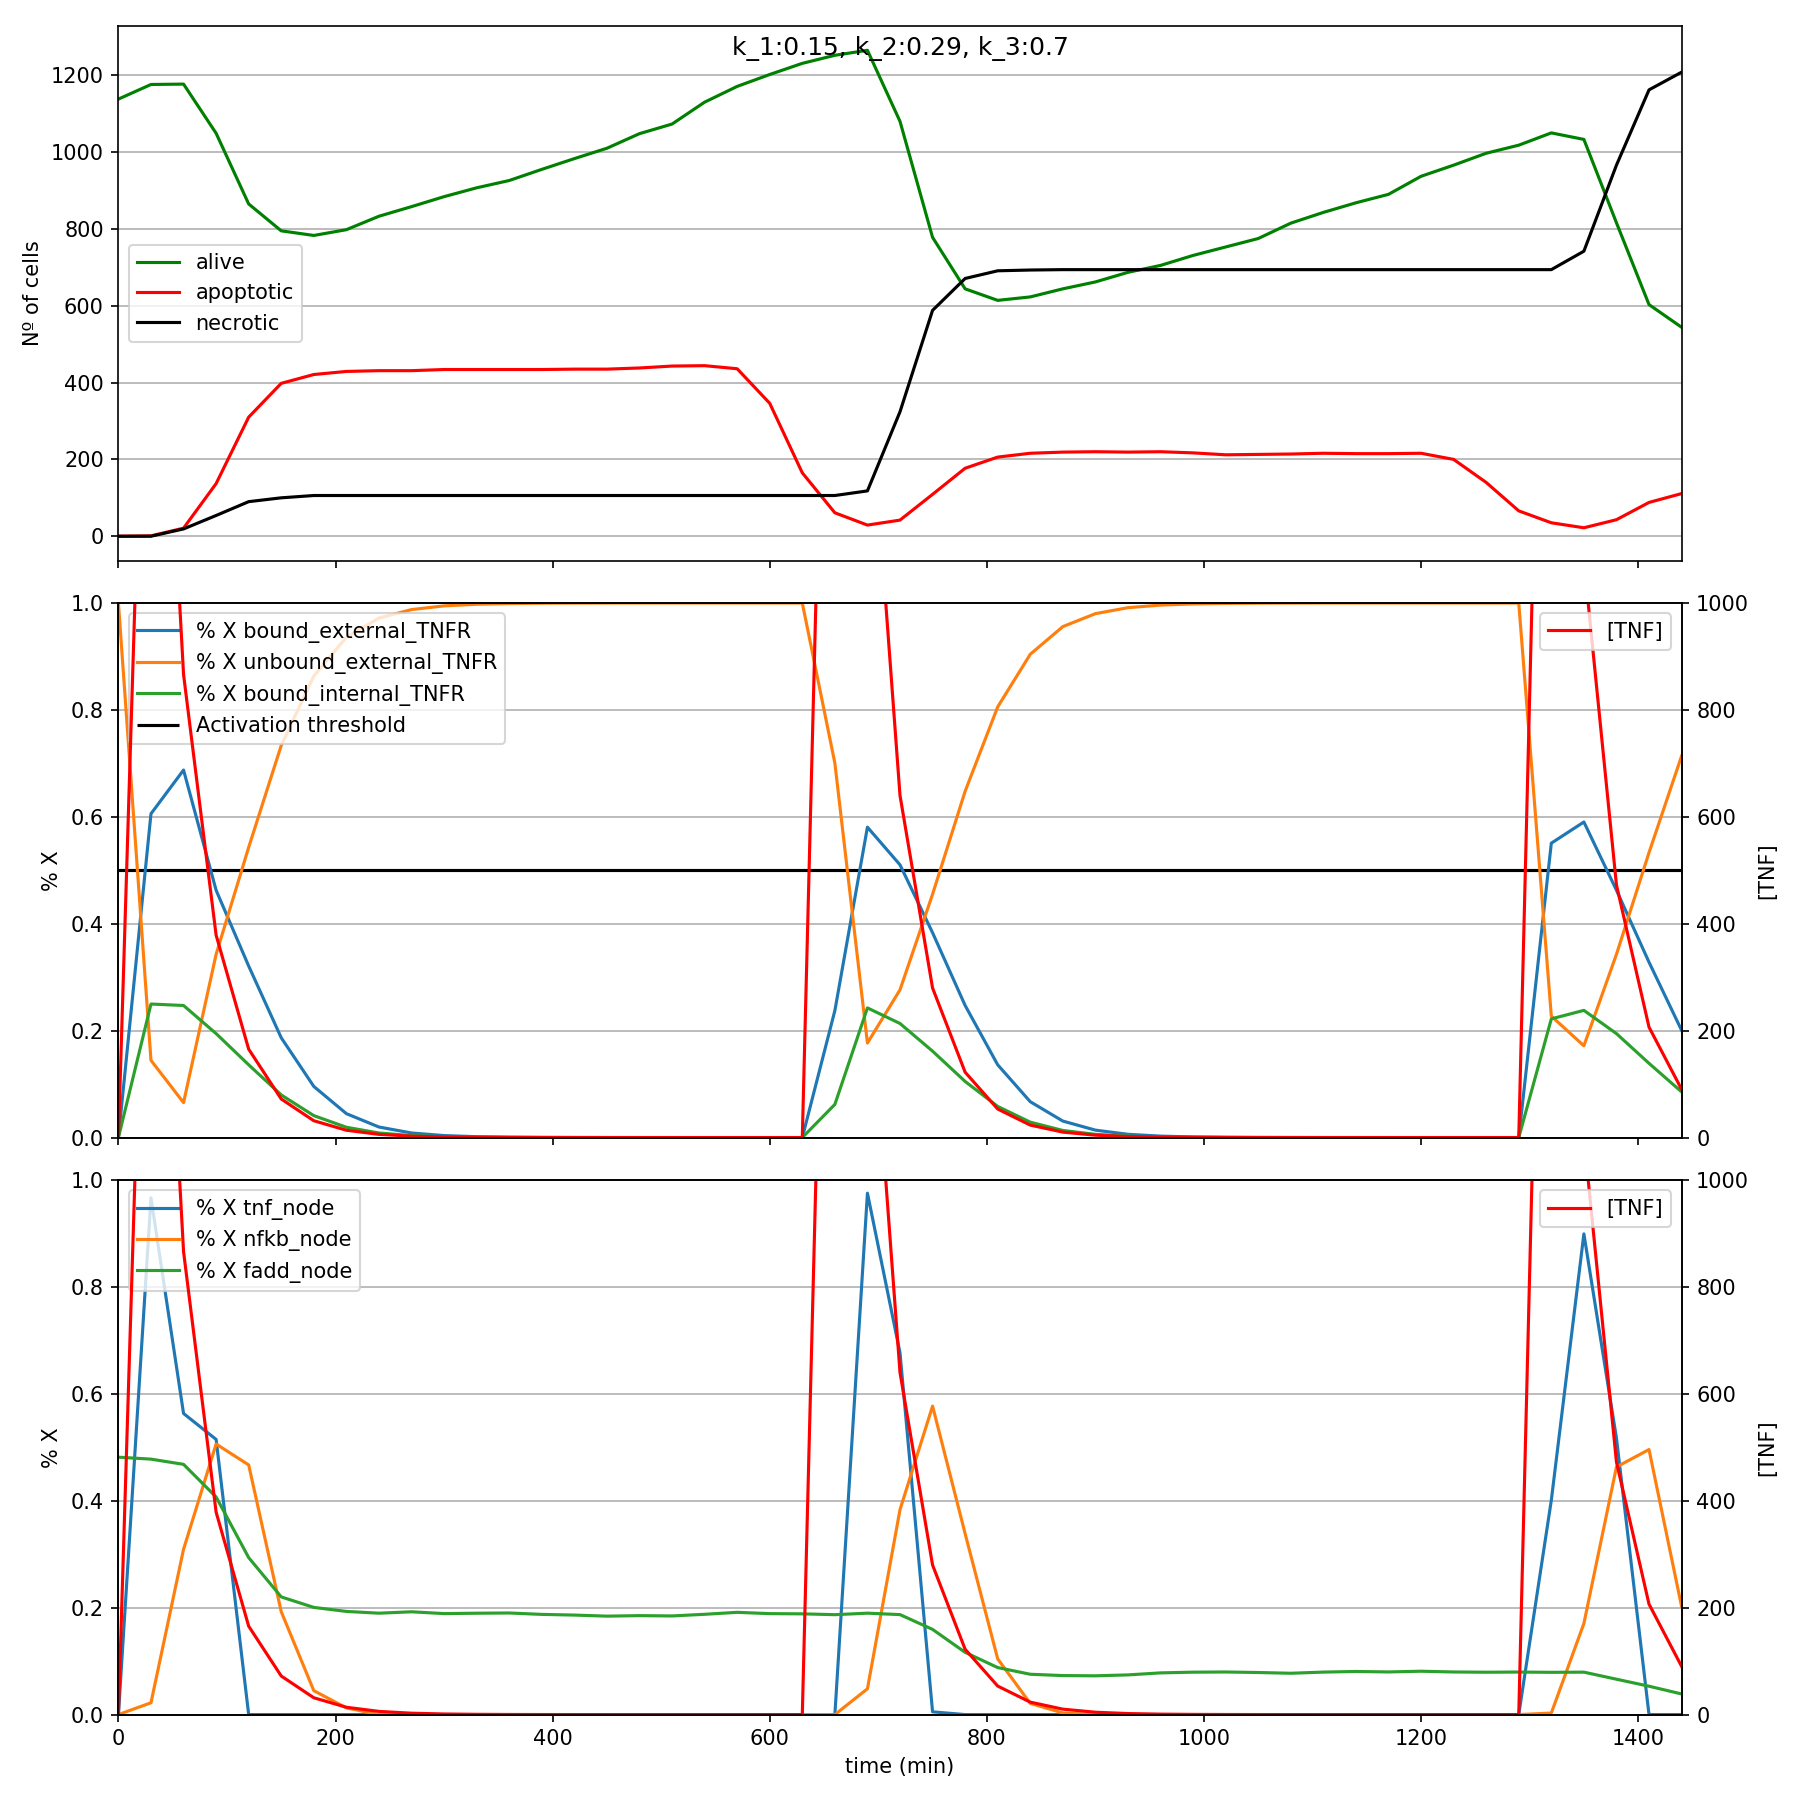 k_1:0.15, k_2:0.29, k_3:0.7
1200
1000
800
600
400
200
0
Nº of cells
alive
apoptotic
necrotic
1.0
0.8
0.6
0.4
0.2
0.0
% X
% X bound_external_TNFR
% X unbound_external_TNFR
% X bound_internal_TNFR
Activation threshold
[TNF]
1000
800
600
400
200
0
[TNF]
1.0
0.8
0.6
0.4
0.2
0.0
% X
% X tnf_node
% X nfkb_node
% X fadd_node
[TNF]
1000
800
600
400
200
0
[TNF]
0 200 400 600 800 1000 1200 1400
time (min)